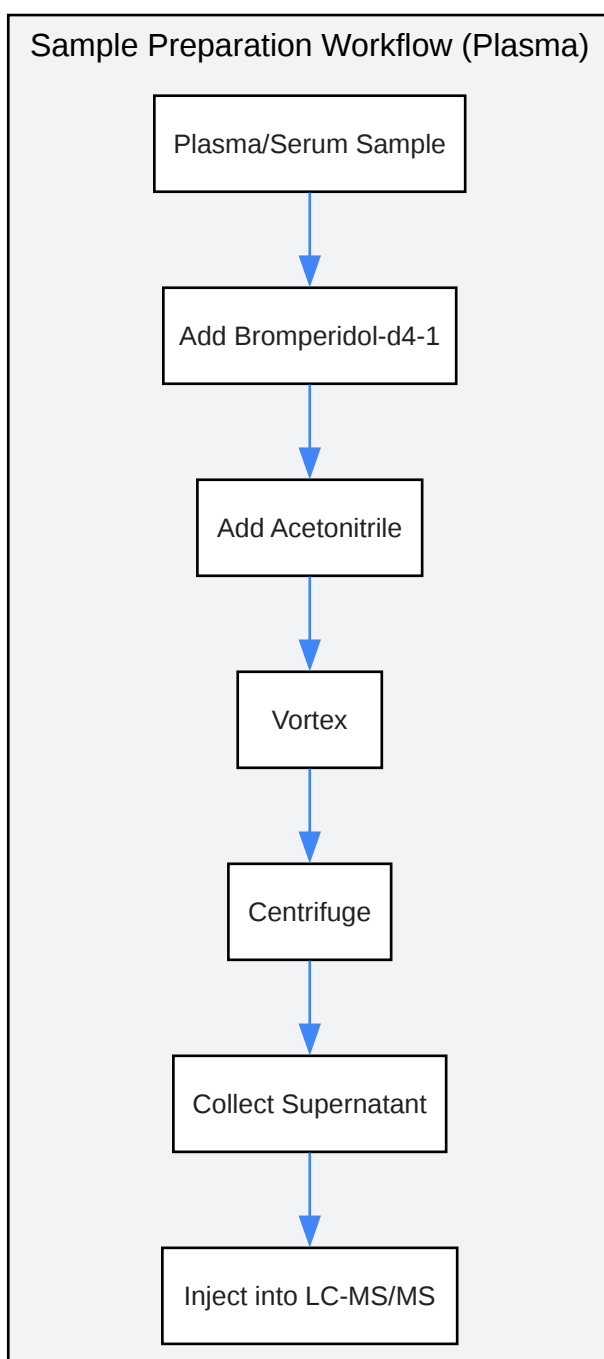 Sample Preparation Workflow (Plasma)
Plasma/Serum Sample
Add Bromperidol-d4-1
Add Acetonitrile
Vortex
Centrifuge
Collect Supernatant
Inject into LC-MS/MS